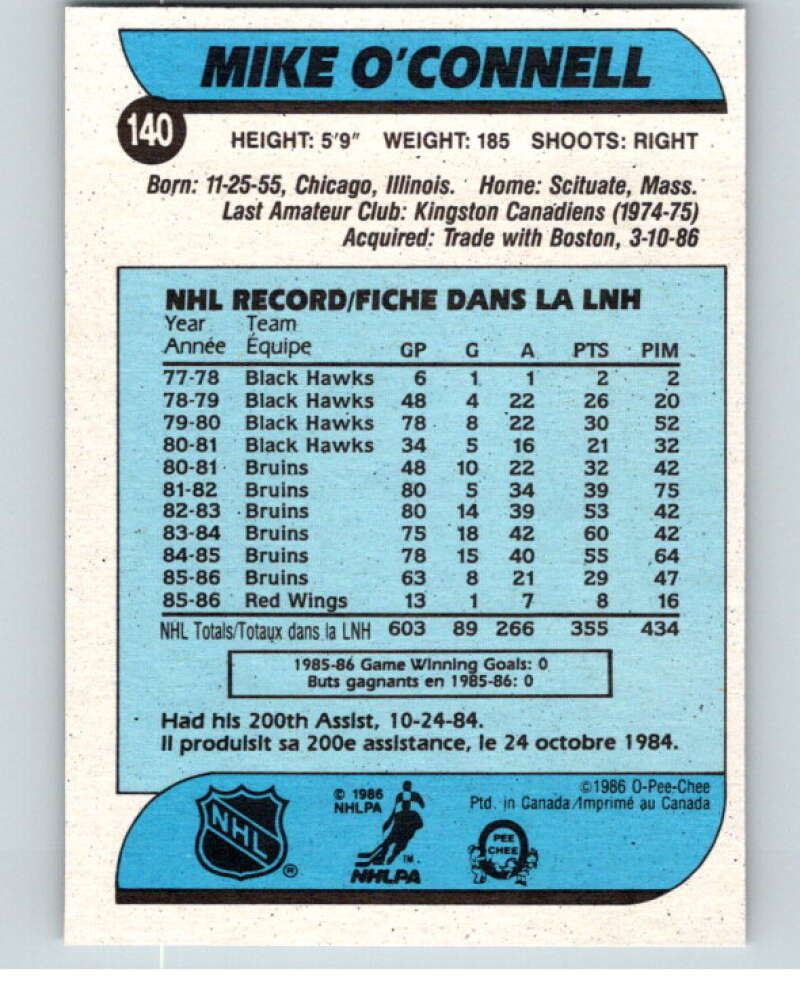 MIKE O'CONNELL
140
HEIGHT: 5'9" WEIGHT: 185 SHOOTS: RIGHT
Born: 11-25-55, Chicago, Illinois. Home: Scituate, Mass.
Last Amateur Club: Kingston Canadiens (1974-75)
Acquired: Trade with Boston, 3-10-86
NHL RECORD/FICHE DANS LA LNH
Year Team
Année Équipe GP G A PTS PIM
77-78 Black Hawks 6 1 1 2 2
78-79 Black Hawks 48 4 22 26 20
79-80 Black Hawks 78 8 22 30 52
80-81 Black Hawks 34 5 16 21 32
80-81 Bruins 48 10 22 32 42
81-82 Bruins 80 5 34 39 75
82-83 Bruins 80 14 39 53 42
83-84 Bruins 75 18 42 60 42
84-85 Bruins 78 15 40 55 64
85-86 Bruins 63 8 21 29 47
85-86 Red Wings 13 1 7 8 16
NHL Totals/Totaux dans la LNH 603 89 266 355 434
1985-86 Game Winning Goals: 0
Buts gagnants en 1985-86: 0
Had his 200th Assist, 10-24-84.
Il produisit sa 200e assistance, le 24 octobre 1984.
NHL ®
© 1986
NHLPA
TM
NHLPA
©1986 O-Pee-Chee
Ptd. in Canada/Imprimé au Canada
PEE
CHEE